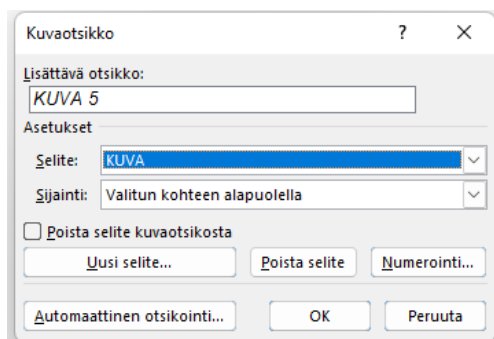 Kuvaotsikko ? ×
Lisättävä otsikko:
KUVA 5
Asetukset
Selite: KUVA
Sijainti: Valitun kohteen alapuolella
Poista selite kuvaotsikosta
Uusi selite... Poista selite Numerointi...
Automaattinen otsikointi... OK Peruuta